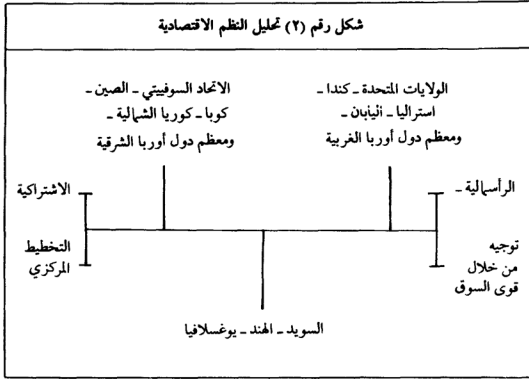 شكل رقم (٢) تحليل النظم الاقتصادية
الولايات المتحدة ـ كندا ـ
استراليا ـ اليابان ـ
ومعظم دول أوربا الغربية
الاتحاد السوفييتي ـ الصين ـ
كوبا ـ كوريا الشمالية ـ
ومعظم دول أوربا الشرقية
الرأسمالية ـ
توجيه
من خلال
قوى السوق
الاشتراكية
التخطيط
المركزي
السويد ـ الهند ـ يوغسلافيا